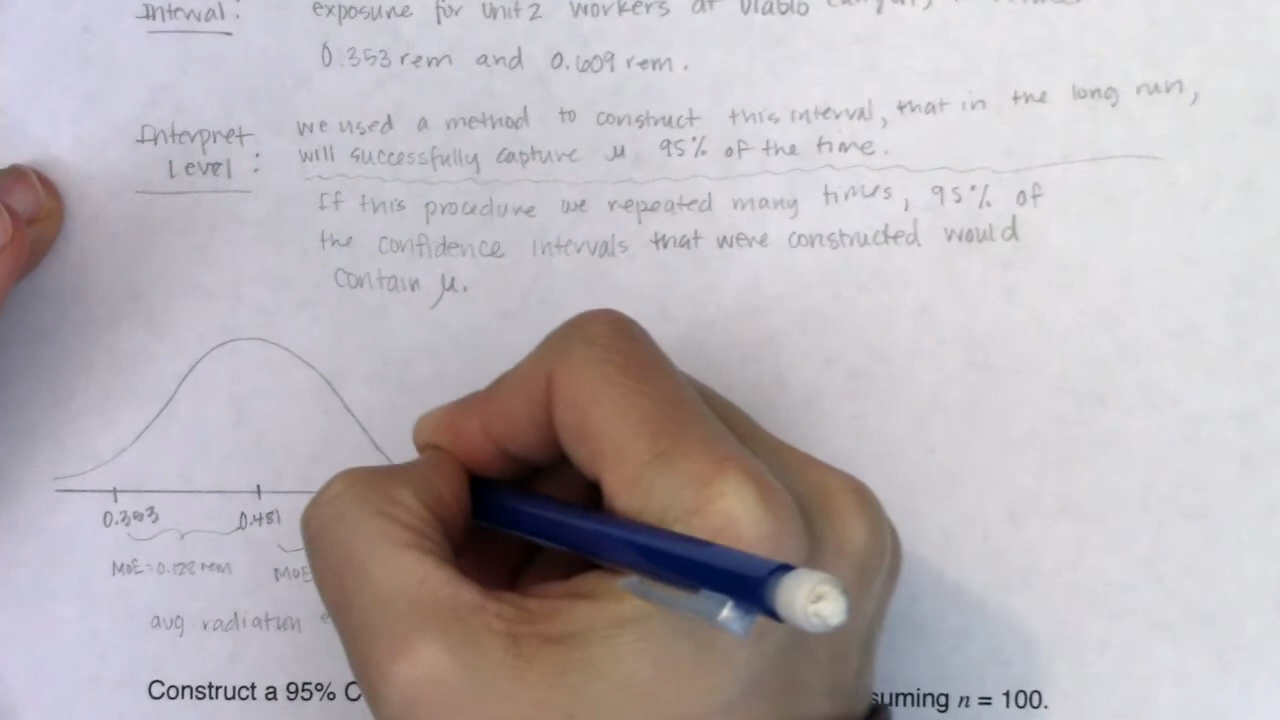 Interval: exposure for Unit 2 workers at Diablo
0.353 rem and 0.609 rem.
Interpret Level: we used a method to construct this interval, that in the long run,
will successfully capture μ 95% of the time.
If this procedure we repeated many times, 95% of
the confidence intervals that were constructed would
contain μ.
0.353 0.481
MoE=0.128 rem MoE
avg. radiation
Construct a 95% C suming n = 100.